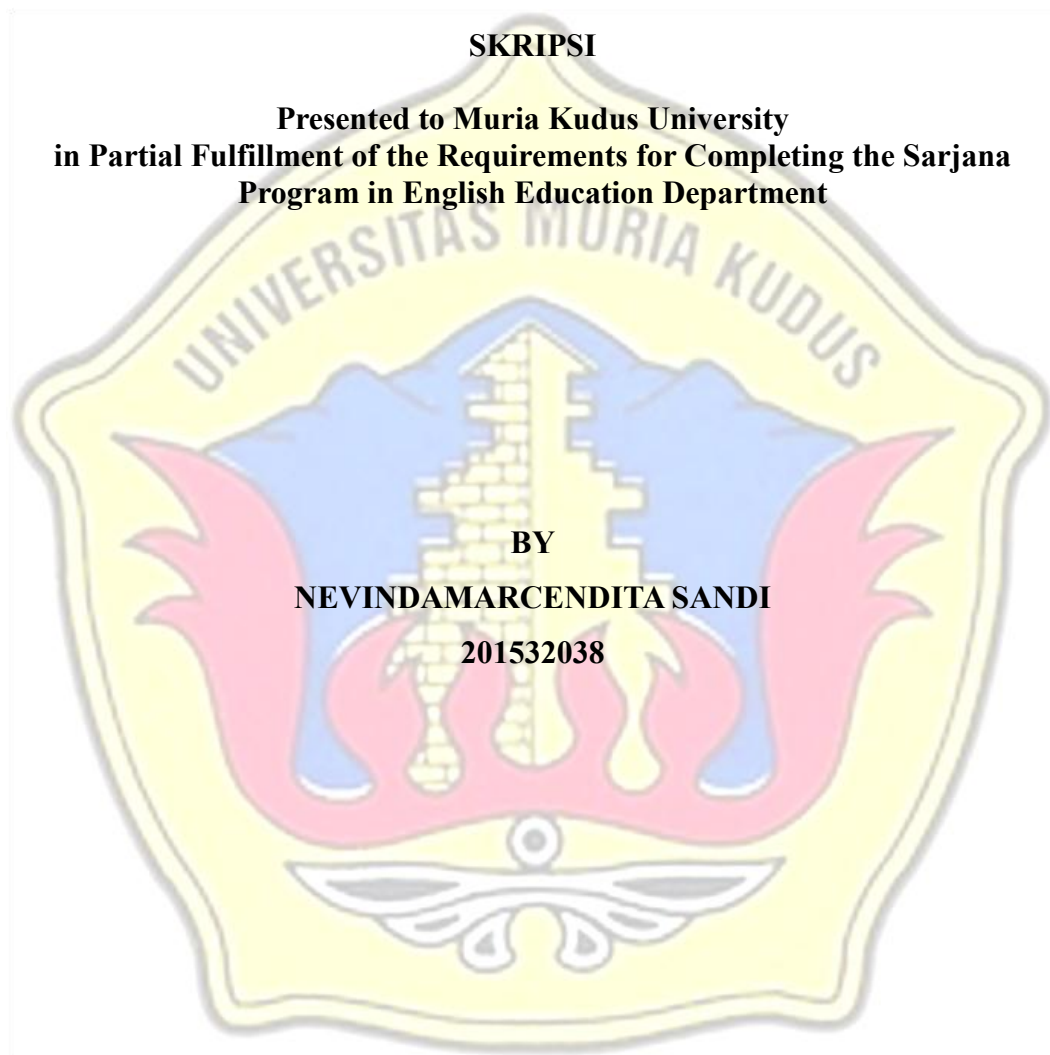 SKRIPSI
Presented to Muria Kudus University
in Partial Fulfillment of the Requirements for Completing the Sarjana
Program in English Education Department
UNIVERSITAS MURIA KUDUS
BY
NEVINDAMARCENDITA SANDI
201532038